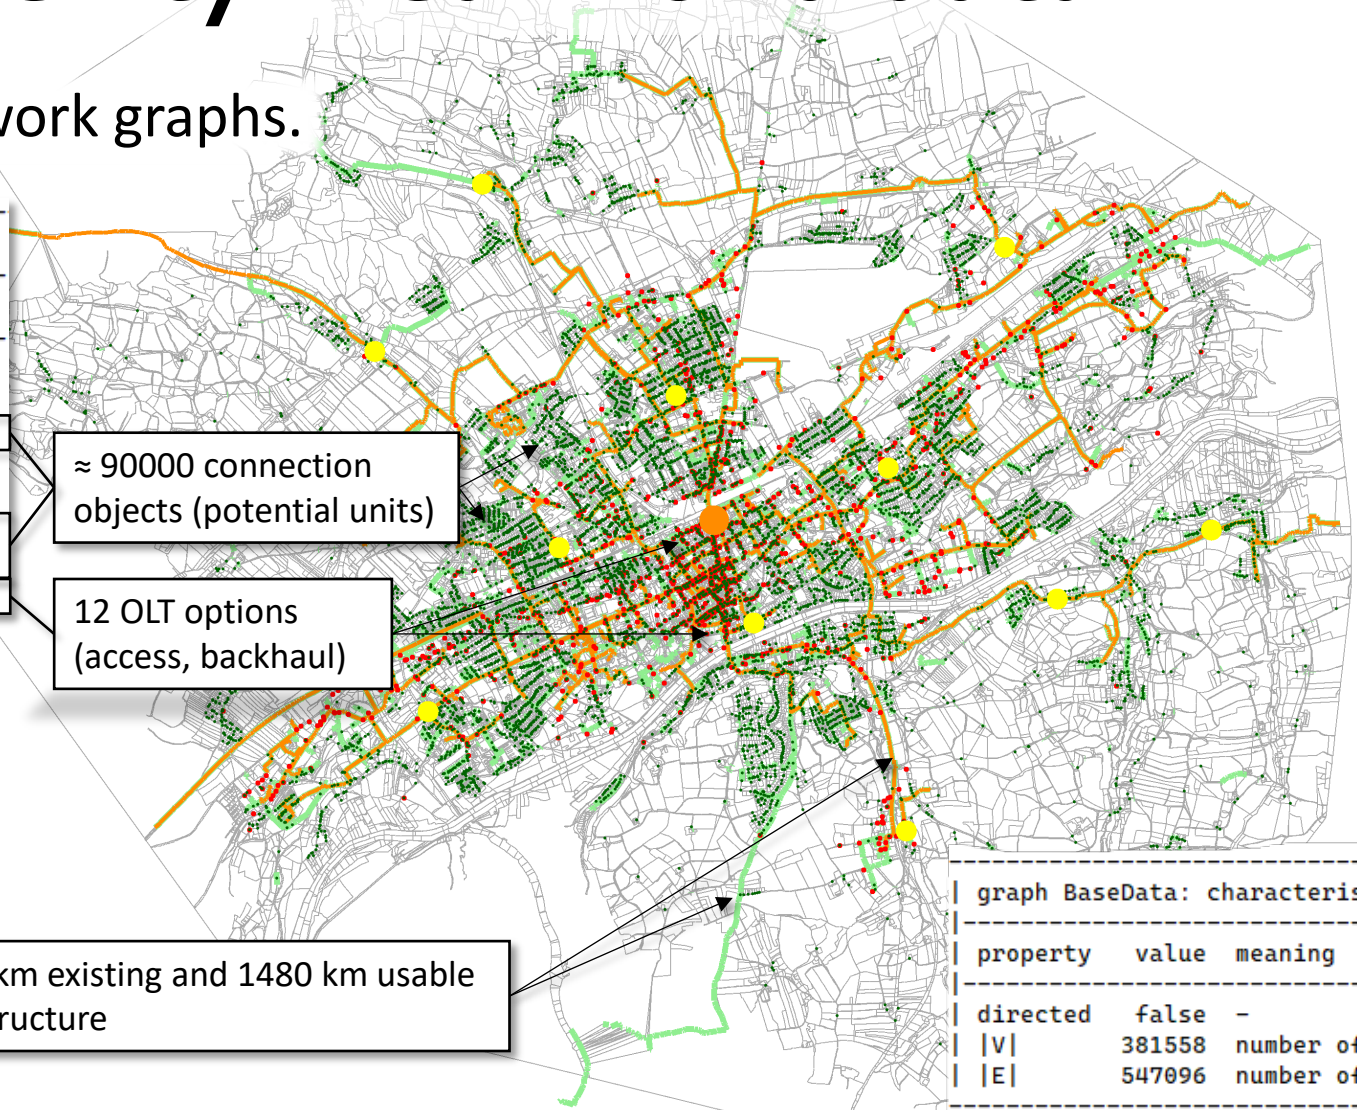 work graphs.
≈ 90000 connection
objects (potential units)
12 OLT options
(access, backhaul)
km existing and 1480 km usable
| graph BaseData: characteris
| property value meaning
| directed false –
| |V| 381558 number of
| |E| 547096 number of